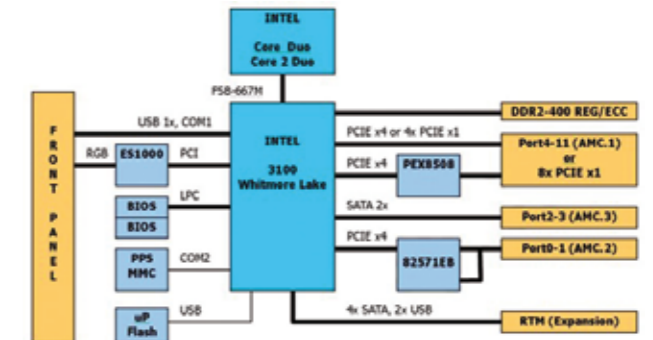 INTEL
Core Duo
Core 2 Duo
FSB-667M
FRONT PANEL
USB 1x, COM1
RGB
ES1000
PCI
BIOS
BIOS
LPC
PPS
MMC
COM2
uP
Flash
USB
INTEL
3100
Whitmore Lake
DDR2-400 REG/ECC
PCIE x4 or 4x PCIE x1
Port4-11 (AMC.1)
or
8x PCIE x1
PCIE x4
PEX8508
SATA 2x
Port2-3 (AMC.3)
PCIE x4
82571EB
Port0-1 (AMC.2)
4x SATA, 2x USB
RTM (Expansion)